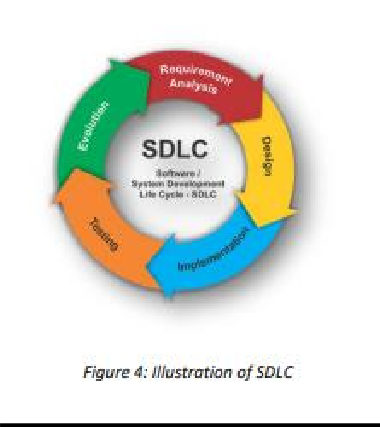 Requirement
Analysis
Design
Implementation
Testing
Evolution
SDLC
Software /
System Development
Life Cycle - SDLC
Figure 4: Illustration of SDLC